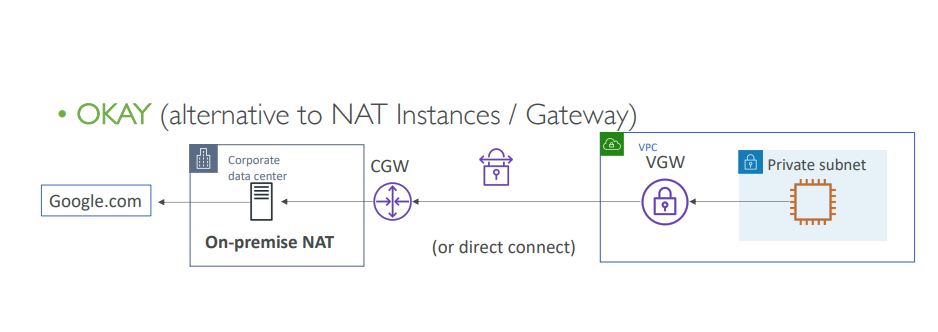 • OKAY (alternative to NAT Instances / Gateway)
Corporate
data center
CGW
VPC
VGW
Private subnet
Google.com
On-premise NAT
(or direct connect)